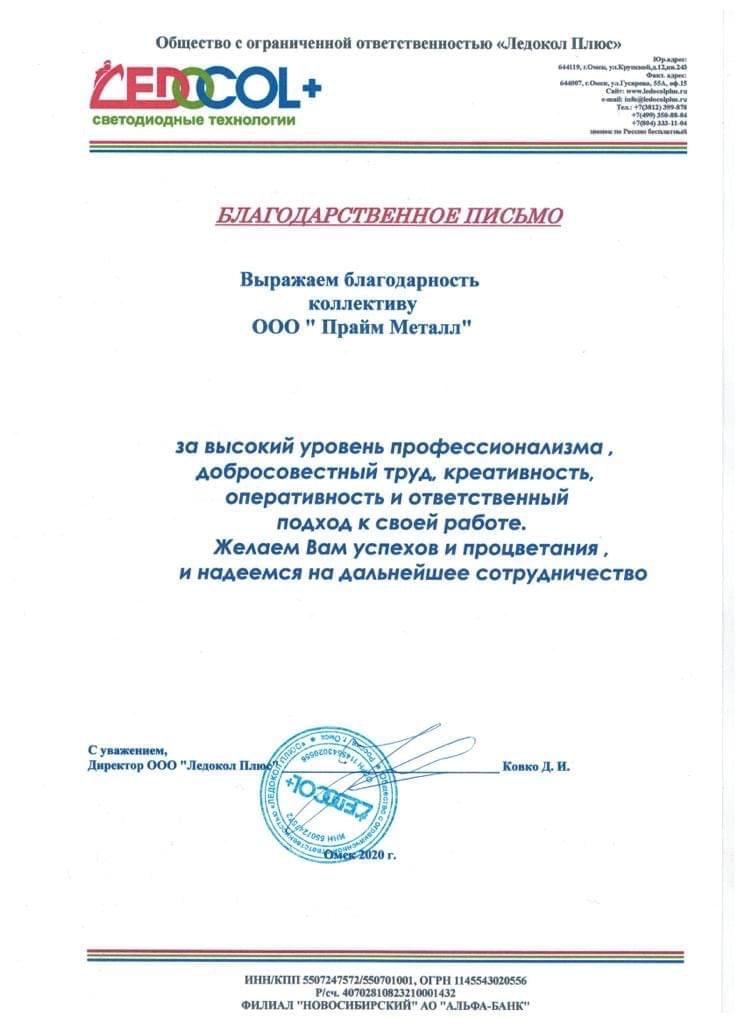 Общество с ограниченной ответственностью «Ледокол Плюс»
LEDOCOL+
светодиодные технологии
Юр.адрес:
644119, г.Омск, ул.Крупской,д.12,кв.243
Факт. адрес:
644007, г.Омск, ул.Гусарова, 55А, оф.15
Сайт: www.ledocolplus.ru
e-mail: info@ledocolplus.ru
Тел.: +7(3812) 399-878
+7(499) 350-88-84
+7(804) 333-11-04
звонок по России бесплатный
БЛАГОДАРСТВЕННОЕ ПИСЬМО
Выражаем благодарность
коллективу
ООО " Прайм Металл"
за высокий уровень профессионализма ,
добросовестный труд, креативность,
оперативность и ответственный
подход к своей работе.
Желаем Вам успехов и процветания ,
и надеемся на дальнейшее сотрудничество
С уважением,
Директор ООО "Ледокол Плюс" Ковко Д. И.
Общество с ограниченной ответственностью «ЛЕДОКОЛ ПЛЮС» * Россия, г. Омск *
ОГРН 1145543020556
LEDOCOL+
ИНН 5507247572
Омск 2020 г.
ИНН/КПП 5507247572/550701001, ОГРН 1145543020556
Р/сч. 40702810823210001432
ФИЛИАЛ "НОВОСИБИРСКИЙ" АО "АЛЬФА-БАНК"